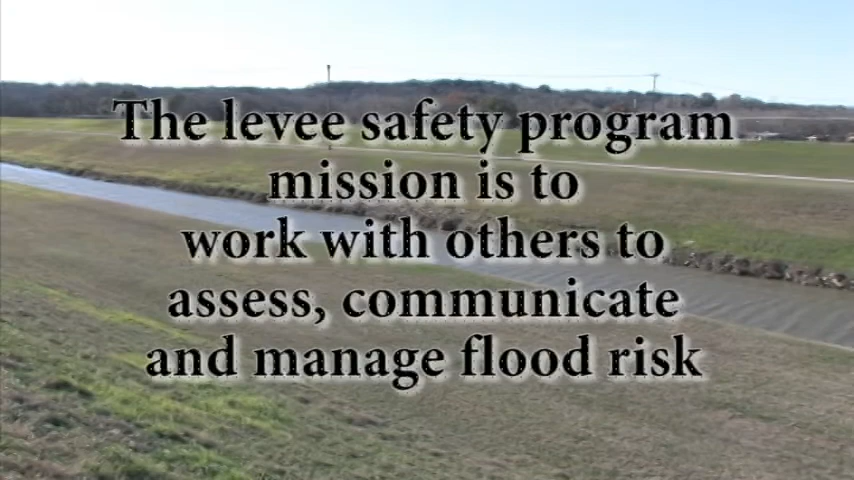 The levee safety program
mission is to
work with others to
assess, communicate
and manage flood risk